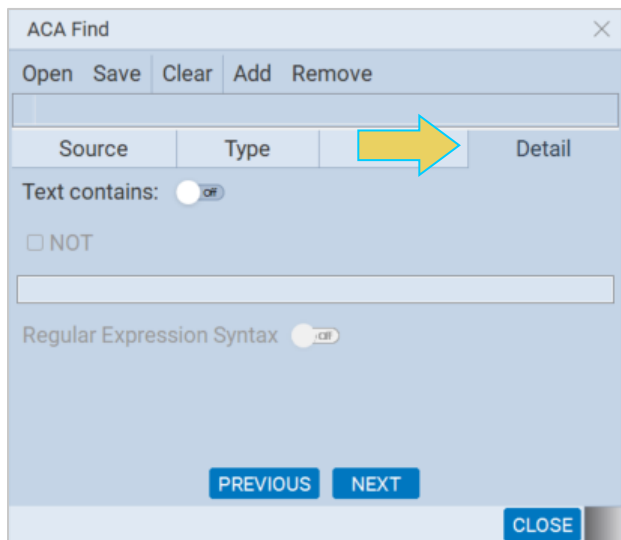 ACA Find
Open Save Clear Add Remove
Source Type Detail
Text contains: Off
NOT
Regular Expression Syntax Off
PREVIOUS NEXT
CLOSE